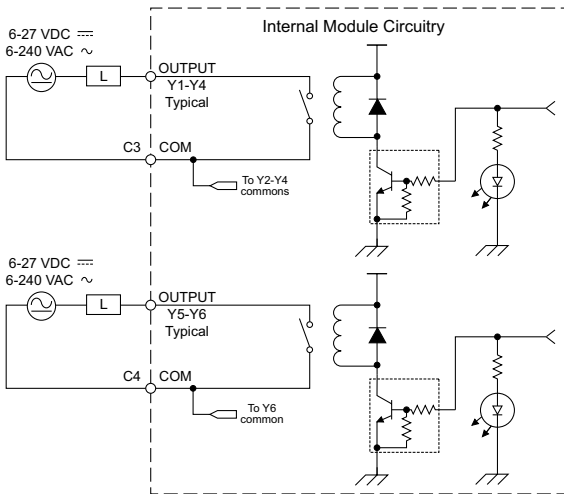 Internal Module Circuitry
6-27 VDC ⎓
6-240 VAC ∿
L
OUTPUT
Y1-Y4
Typical
C3
COM
To Y2-Y4
commons
6-27 VDC ⎓
6-240 VAC ∿
L
OUTPUT
Y5-Y6
Typical
C4
COM
To Y6
common